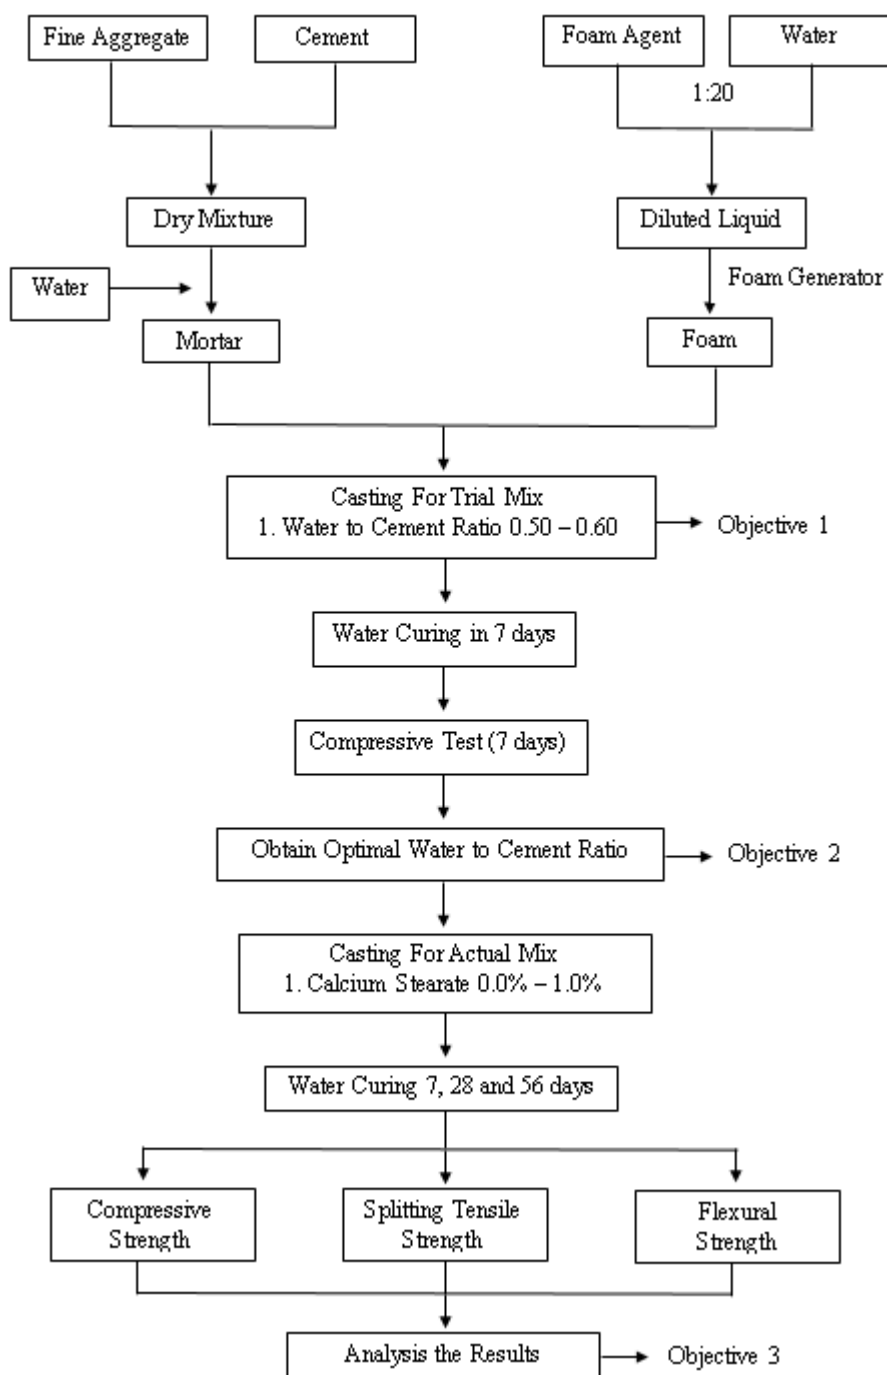 Fine Aggregate
Cement
Foam Agent
Water
1:20
Dry Mixture
Diluted Liquid
Water
Foam Generator
Mortar
Foam
Casting For Trial Mix
1. Water to Cement Ratio 0.50 – 0.60
Objective 1
Water Curing in 7 days
Compressive Test (7 days)
Obtain Optimal Water to Cement Ratio
Objective 2
Casting For Actual Mix
1. Calcium Stearate 0.0% – 1.0%
Water Curing 7, 28 and 56 days
Compressive
Strength
Splitting Tensile
Strength
Flexural
Strength
Analysis the Results
Objective 3